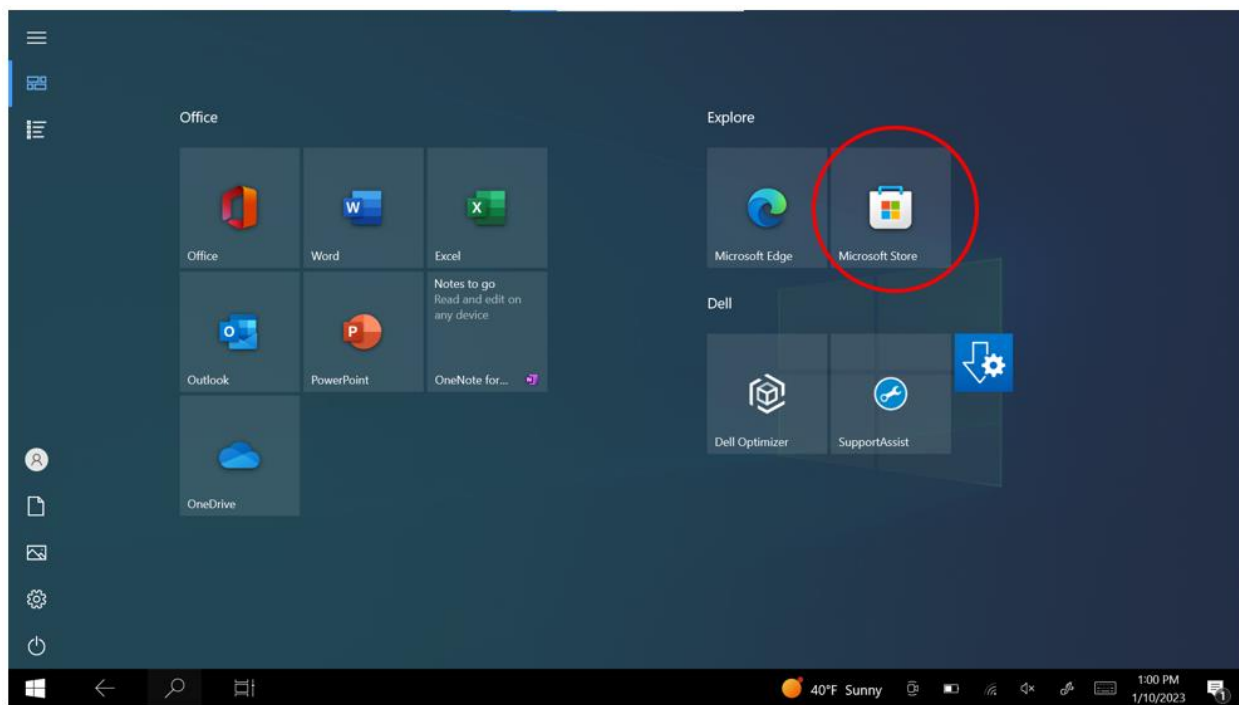 Office
Office
Word
Excel
Outlook
PowerPoint
Notes to go
Read and edit on
any device
OneNote for...
OneDrive
Explore
Microsoft Edge
Microsoft Store
Dell
Dell Optimizer
SupportAssist
40°F Sunny
1:00 PM
1/10/2023
1